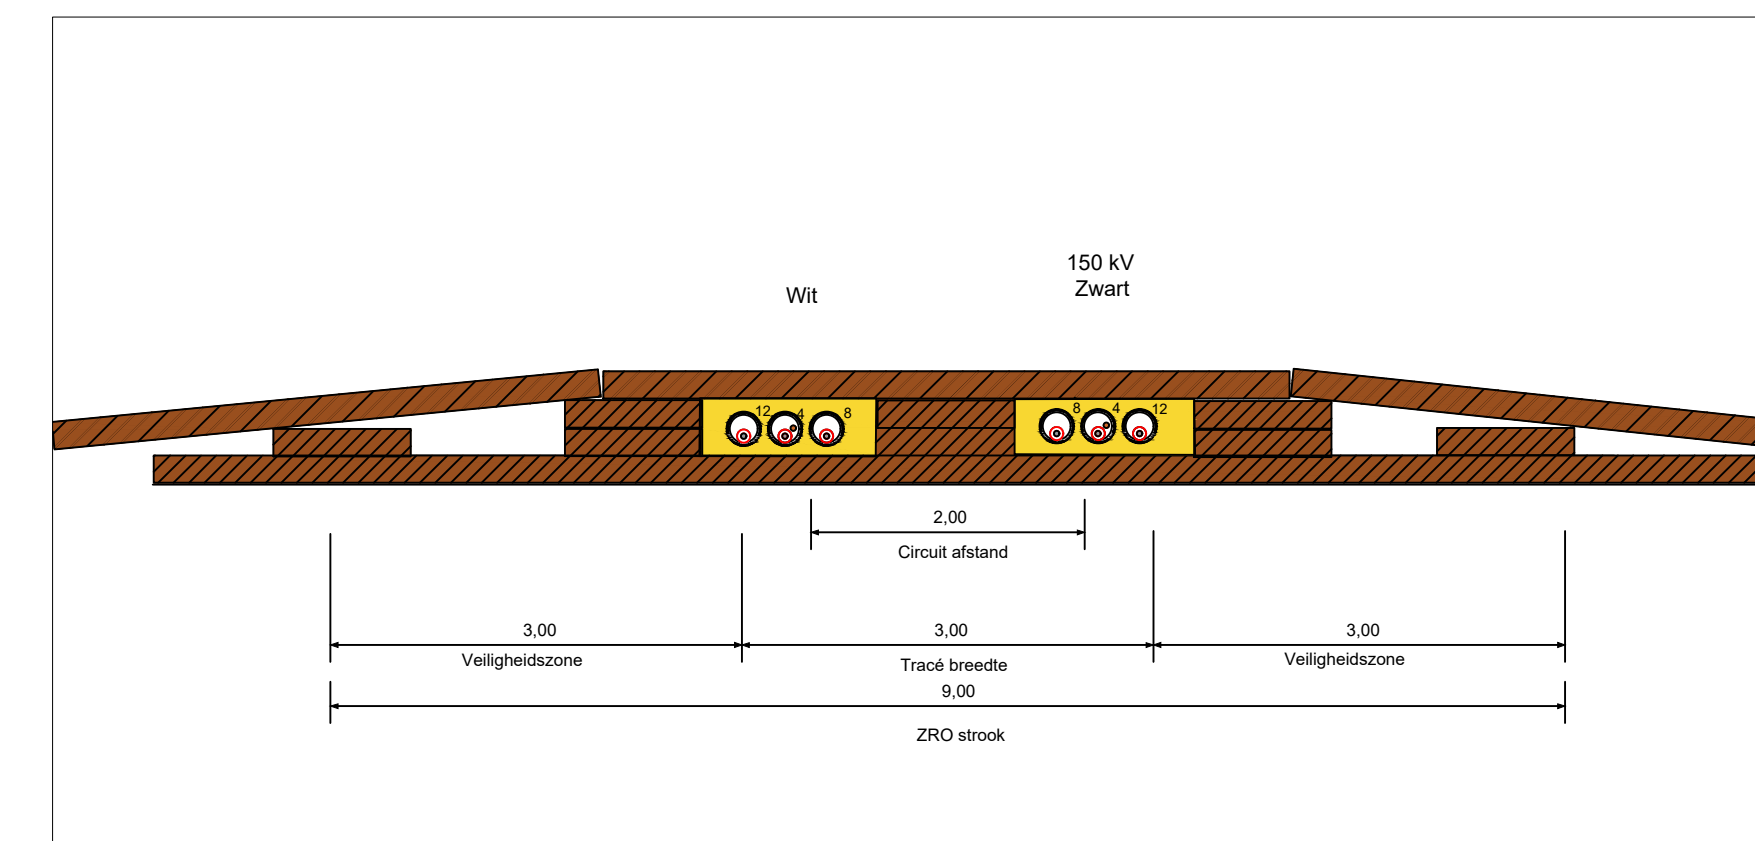 150 kV
Zwart
Wit
12 4 8
8 4 12
2,00
Circuit afstand
3,00 3,00 3,00
Veiligheidszone Tracé breedte Veiligheidszone
9,00
ZRO strook